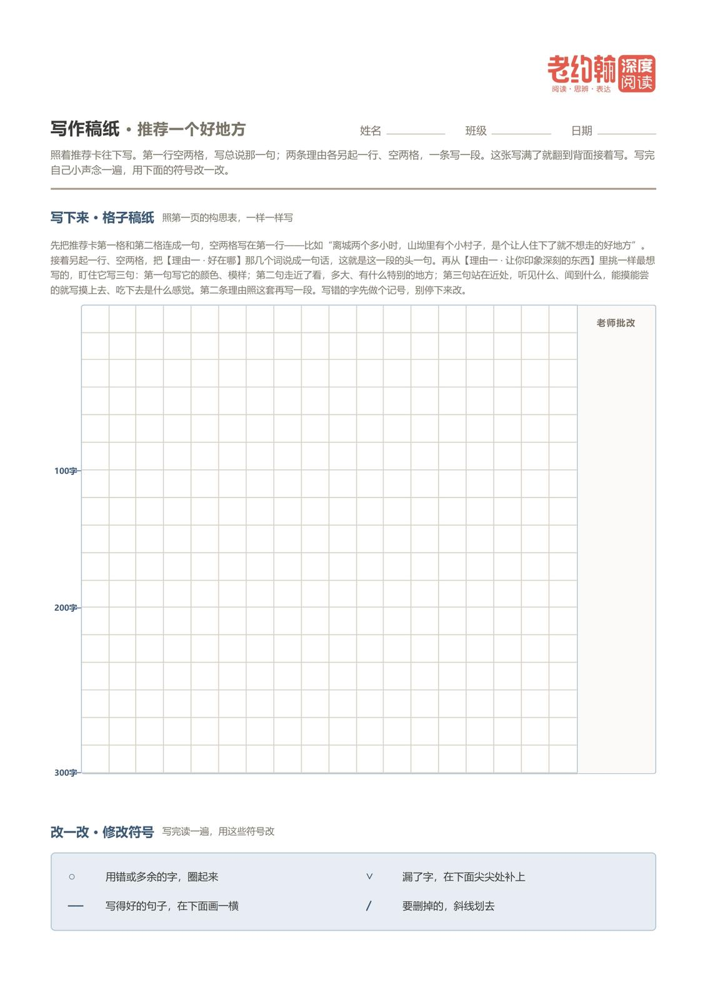 老约翰 深度阅读
阅读·思辨·表达
写作稿纸·推荐一个好地方 姓名 班级 日期
照着推荐卡往下写。第一行空两格，写总说那一句；两条理由各另起一行、空两格，一条写一段。这张写满了就翻到背面接着写。写完
自己小声念一遍，用下面的符号改一改。
写下来·格子稿纸 照第一页的构思表，一样一样写
先把推荐卡第一格和第二格连成一句，空两格写在第一行——比如“离城两个多小时，山坳里有个小村子，是个让人住下了就不想走的好地方”。
接着另起一行、空两格，把【理由一·好在哪】那几个词说成一句话，这就是这一段的头一句。再从【理由一·让你印象深刻的东西】里挑一样最想
写的，盯住它写三句：第一句写它的颜色、模样；第二句走近了看，多大、有什么特别的地方；第三句站在近处，听见什么、闻到什么，能摸能尝
的就写摸上去、吃下去是什么感觉。第二条理由照这套再写一段。写错的字先做个记号，别停下来改。
老师批改
100字
200字
300字
改一改·修改符号 写完读一遍，用这些符号改
○ 用错或多余的字，圈起来 ∨ 漏了字，在下面尖尖处补上
— 写得好的句子，在下面画一横 / 要删掉的，斜线划去